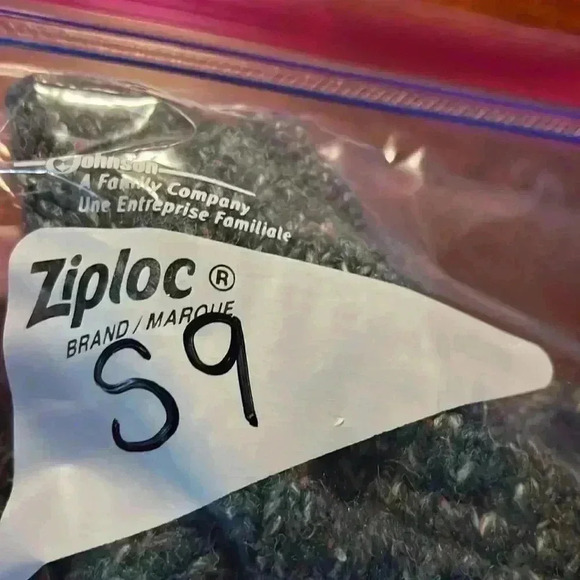 Johnson
A Family Company
Une Entreprise Familiale
Ziploc ®
BRAND / MARQUE
S9